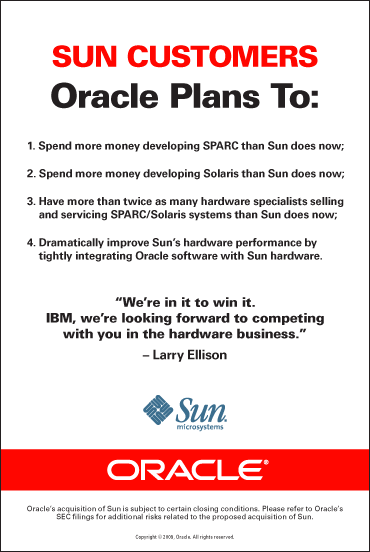 SUN CUSTOMERS
Oracle Plans To:
1. Spend more money developing SPARC than Sun does now;
2. Spend more money developing Solaris than Sun does now;
3. Have more than twice as many hardware specialists selling
and servicing SPARC/Solaris systems than Sun does now;
4. Dramatically improve Sun's hardware performance by
tightly integrating Oracle software with Sun hardware.
“We're in it to win it.
IBM, we're looking forward to competing
with you in the hardware business.”
– Larry Ellison
Sun
microsystems
ORACLE®
Oracle's acquisition of Sun is subject to certain closing conditions. Please refer to Oracle's
SEC filings for additional risks related to the proposed acquisition of Sun.
Copyright © 2009, Oracle. All rights reserved.